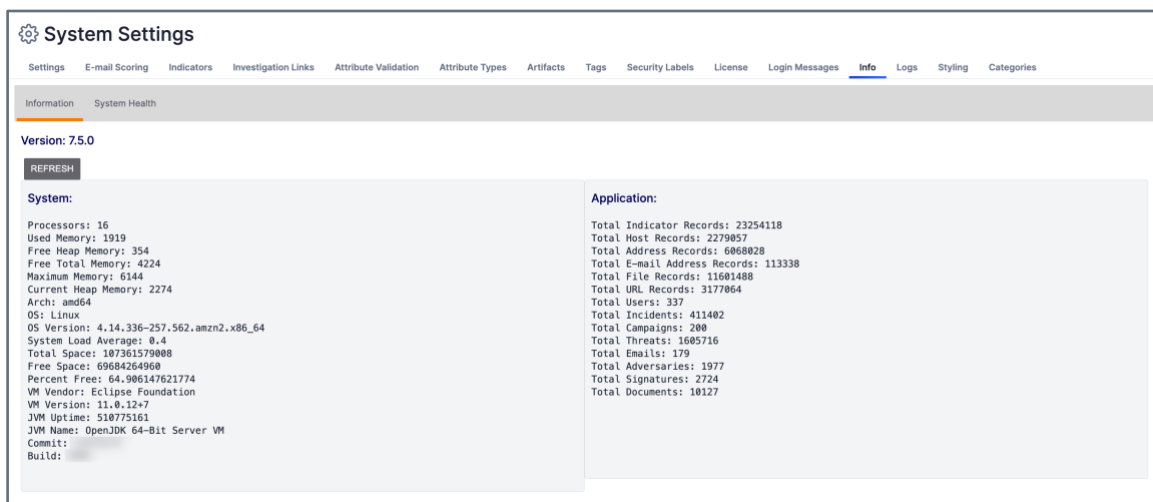 System Settings
Settings E-mail Scoring Indicators Investigation Links Attribute Validation Attribute Types Artifacts Tags Security Labels License Login Messages Info Logs Styling Categories
Information System Health
Version: 7.5.0
REFRESH
System:
Processors: 16
Used Memory: 1919
Free Heap Memory: 354
Free Total Memory: 4224
Maximum Memory: 6144
Current Heap Memory: 2274
Arch: amd64
OS: Linux
OS Version: 4.14.336-257.562.amzn2.x86_64
System Load Average: 0.4
Total Space: 107361579008
Free Space: 69684264960
Percent Free: 64.906147621774
VM Vendor: Eclipse Foundation
VM Version: 11.0.12+7
JVM Uptime: 510775161
JVM Name: OpenJDK 64-Bit Server VM
Commit:
Build:
Application:
Total Indicator Records: 23254118
Total Host Records: 2279057
Total Address Records: 6068028
Total E-mail Address Records: 113338
Total File Records: 11601488
Total URL Records: 3177064
Total Users: 337
Total Incidents: 411402
Total Campaigns: 200
Total Threats: 1605716
Total Emails: 179
Total Adversaries: 1977
Total Signatures: 2724
Total Documents: 10127